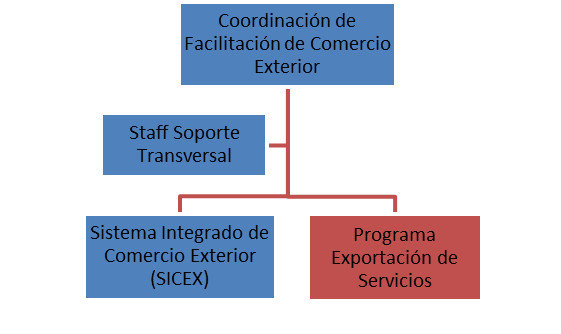 Coordinación de
Facilitación de Comercio
Exterior
Staff Soporte
Transversal
Sistema Integrado de
Comercio Exterior
(SICEX)
Programa
Exportación de
Servicios